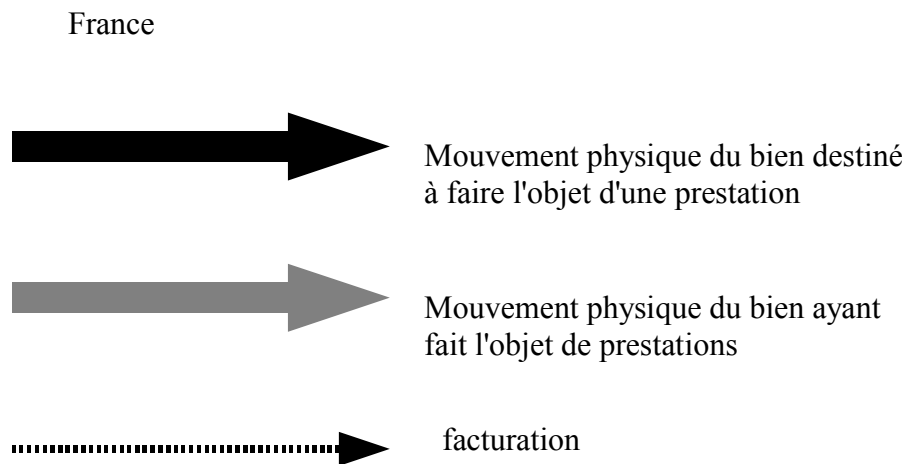 France
Mouvement physique du bien destiné
à faire l'objet d'une prestation
Mouvement physique du bien ayant
fait l'objet de prestations
facturation